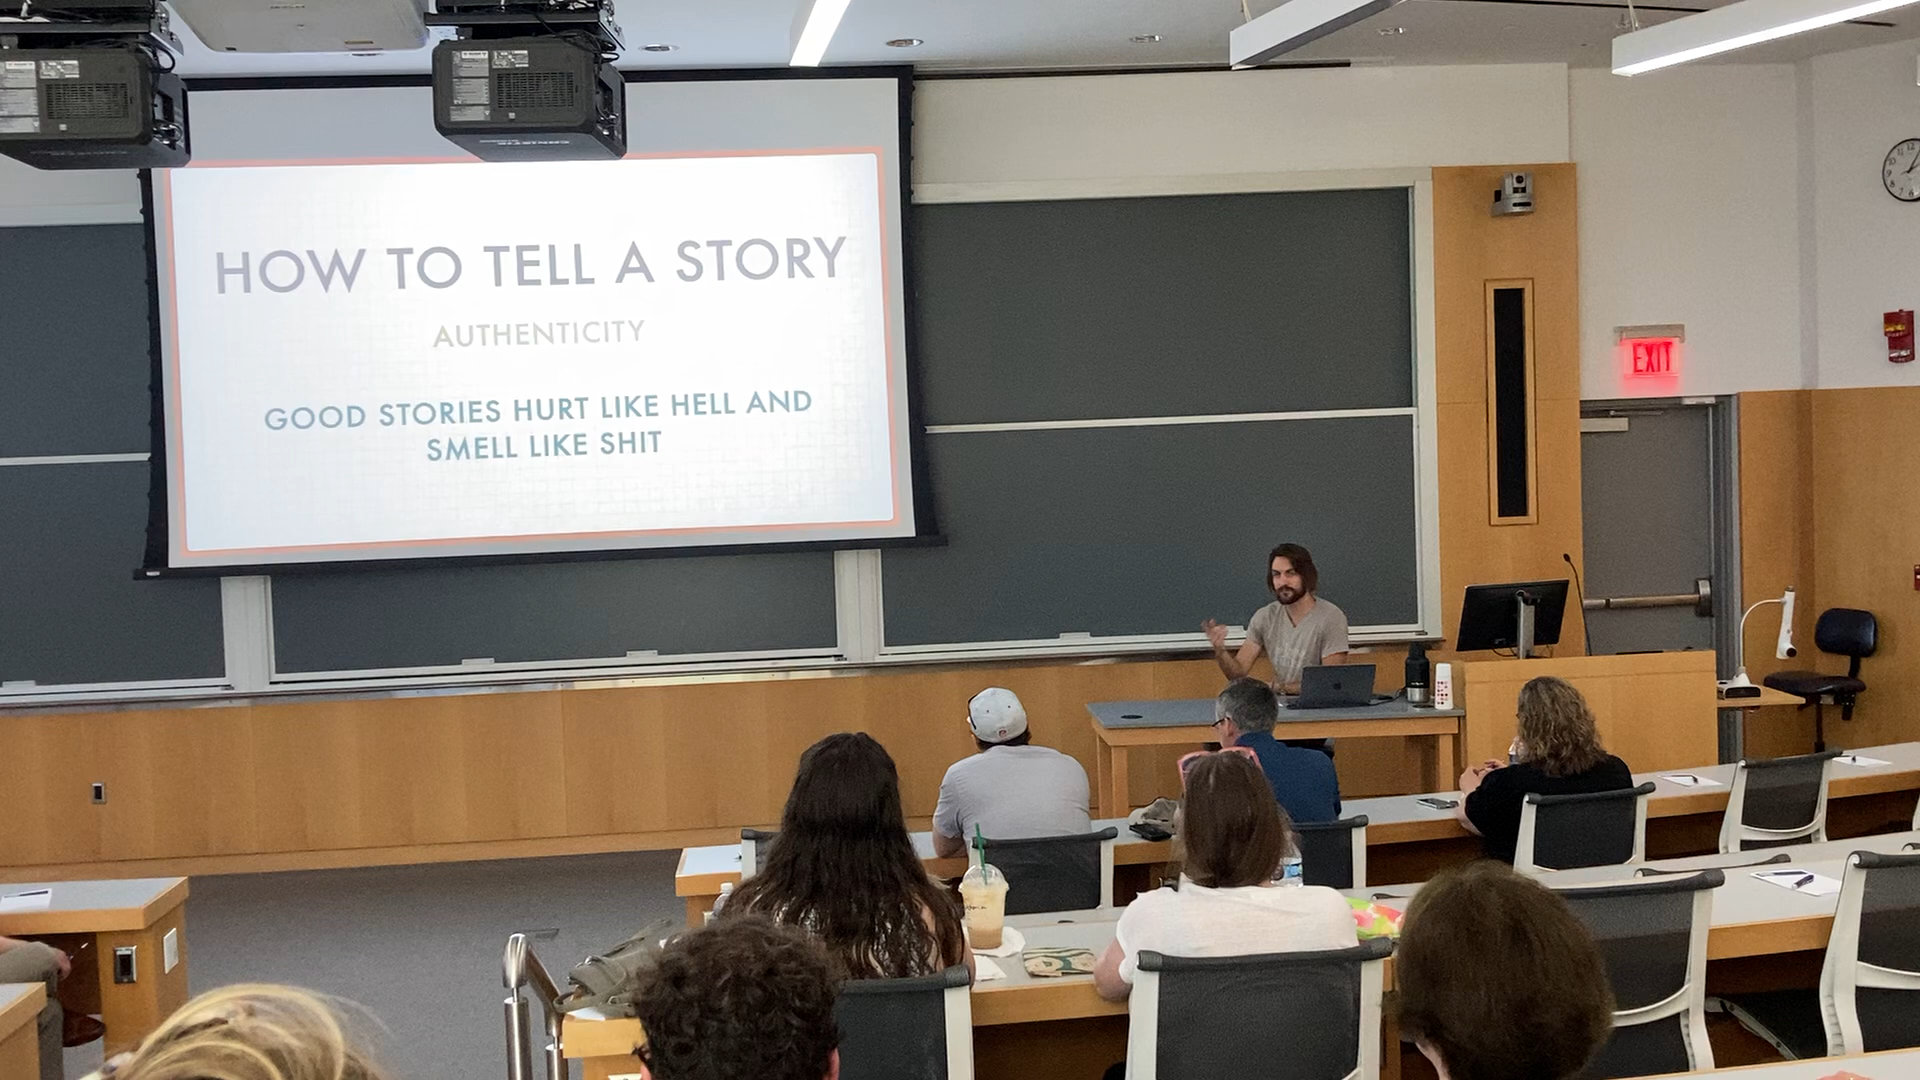 HOW TO TELL A STORY
AUTHENTICITY
GOOD STORIES HURT LIKE HELL AND
SMELL LIKE SHIT
EXIT